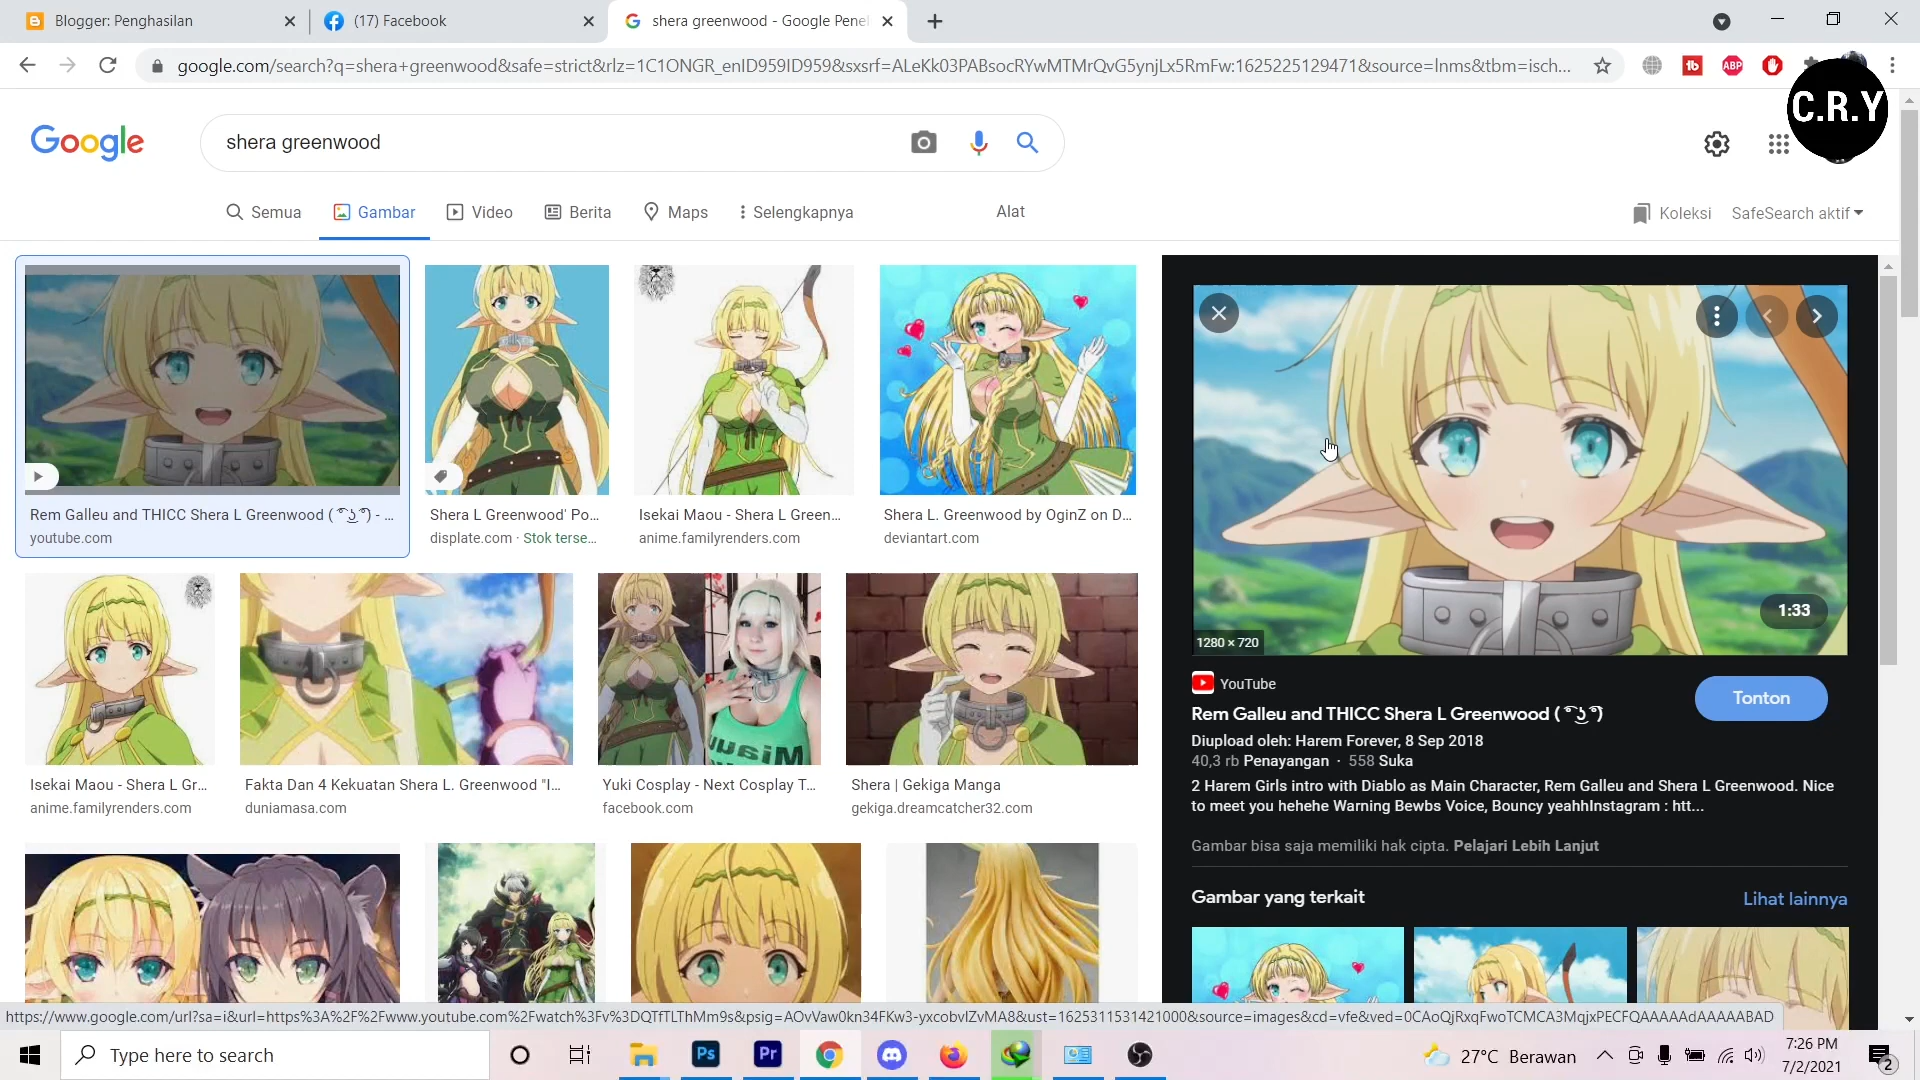 Blogger: Penghasilan
(17) Facebook
shera greenwood - Google Penel
google.com/search?q=shera+greenwood&safe=strict&rlz=1C1ONGR_enID959ID959&sxsrf=ALeKk03PABsocRYwMTMrQvG5ynjLx5RmFw:1625225129471&source=lnms&tbm=isch...
C.R.Y
Google
shera greenwood
Semua
Gambar
Video
Berita
Maps
Selengkapnya
Alat
Koleksi
SafeSearch aktif
Rem Galleu and THICC Shera L Greenwood ( ͡° ͜ʖ ͡°) - ...
youtube.com
Shera L Greenwood' Po...
displate.com · Stok terse...
Isekai Maou - Shera L Green...
anime.familyrenders.com
Shera L. Greenwood by OginZ on D...
deviantart.com
Isekai Maou - Shera L Gr...
anime.familyrenders.com
Fakta Dan 4 Kekuatan Shera L. Greenwood "I...
duniamasa.com
Yuki Cosplay - Next Cosplay T...
facebook.com
Shera | Gekiga Manga
gekiga.dreamcatcher32.com
1:33
1280 × 720
YouTube
Tonton
Rem Galleu and THICC Shera L Greenwood ( ͡° ͜ʖ ͡°)
Diupload oleh: Harem Forever, 8 Sep 2018
40,3 rb Penayangan · 558 Suka
2 Harem Girls intro with Diablo as Main Character, Rem Galleu and Shera L Greenwood. Nice
to meet you hehehe Warning Bewbs Voice, Bouncy yeahhInstagram : htt...
Gambar bisa saja memiliki hak cipta. Pelajari Lebih Lanjut
Gambar yang terkait
Lihat lainnya
https://www.google.com/url?sa=i&url=https%3A%2F%2Fwww.youtube.com%2Fwatch%3Fv%3DQTfTLThMm9s&psig=AOvVaw0kn34FKw3-yxcobvIZvMA8&ust=1625311531421000&source=images&cd=vfe&ved=0CAoQjRxqFwoTCMCA3MqjxPECFQAAAAAdAAAAABAD
Type here to search
27°C Berawan
7:26 PM
7/2/2021
2